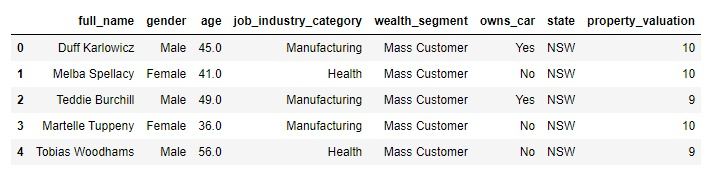 full_name gender age job_industry_category wealth_segment owns_car state property_valuation
0 Duff Karlowicz Male 45.0 Manufacturing Mass Customer Yes NSW 10
1 Melba Spellacy Female 41.0 Health Mass Customer No NSW 10
2 Teddie Burchill Male 49.0 Manufacturing Mass Customer Yes NSW 9
3 Martelle Tuppeny Female 36.0 Manufacturing Mass Customer No NSW 10
4 Tobias Woodhams Male 56.0 Health Mass Customer No NSW 9